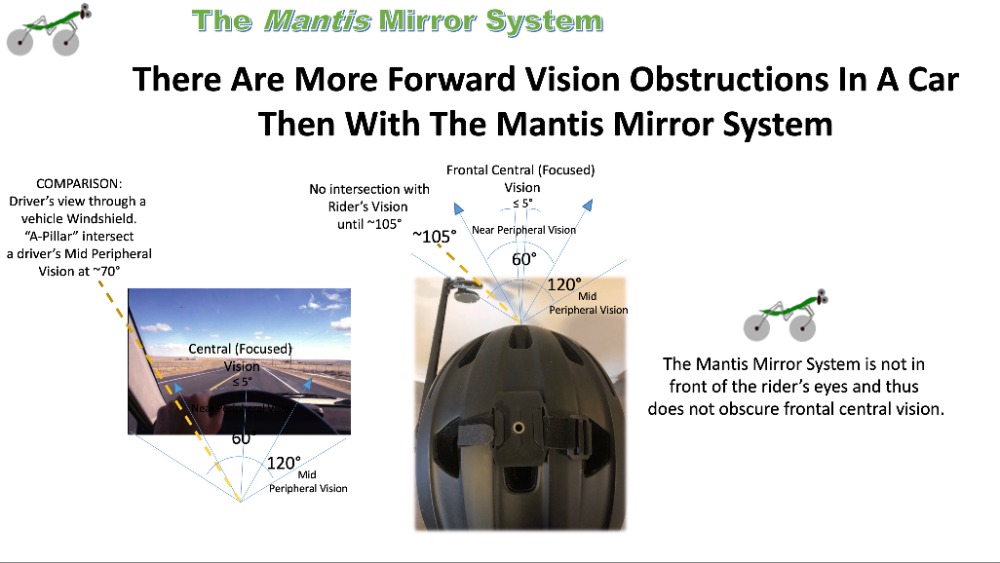 The Mantis Mirror System
There Are More Forward Vision Obstructions In A Car
Then With The Mantis Mirror System
COMPARISON:
Driver's view through a
vehicle Windshield.
"A-Pillar" intersect
a driver's Mid Peripheral
Vision at ~70°
Central (Focused)
Vision
≤ 5°
60°
120°
Mid
Peripheral Vision
No intersection with
Rider's Vision
until ~105°
~105°
Frontal Central (Focused)
Vision
≤ 5°
Near Peripheral Vision
60°
120°
Mid
Peripheral Vision
The Mantis Mirror System is not in
front of the rider's eyes and thus
does not obscure frontal central vision.